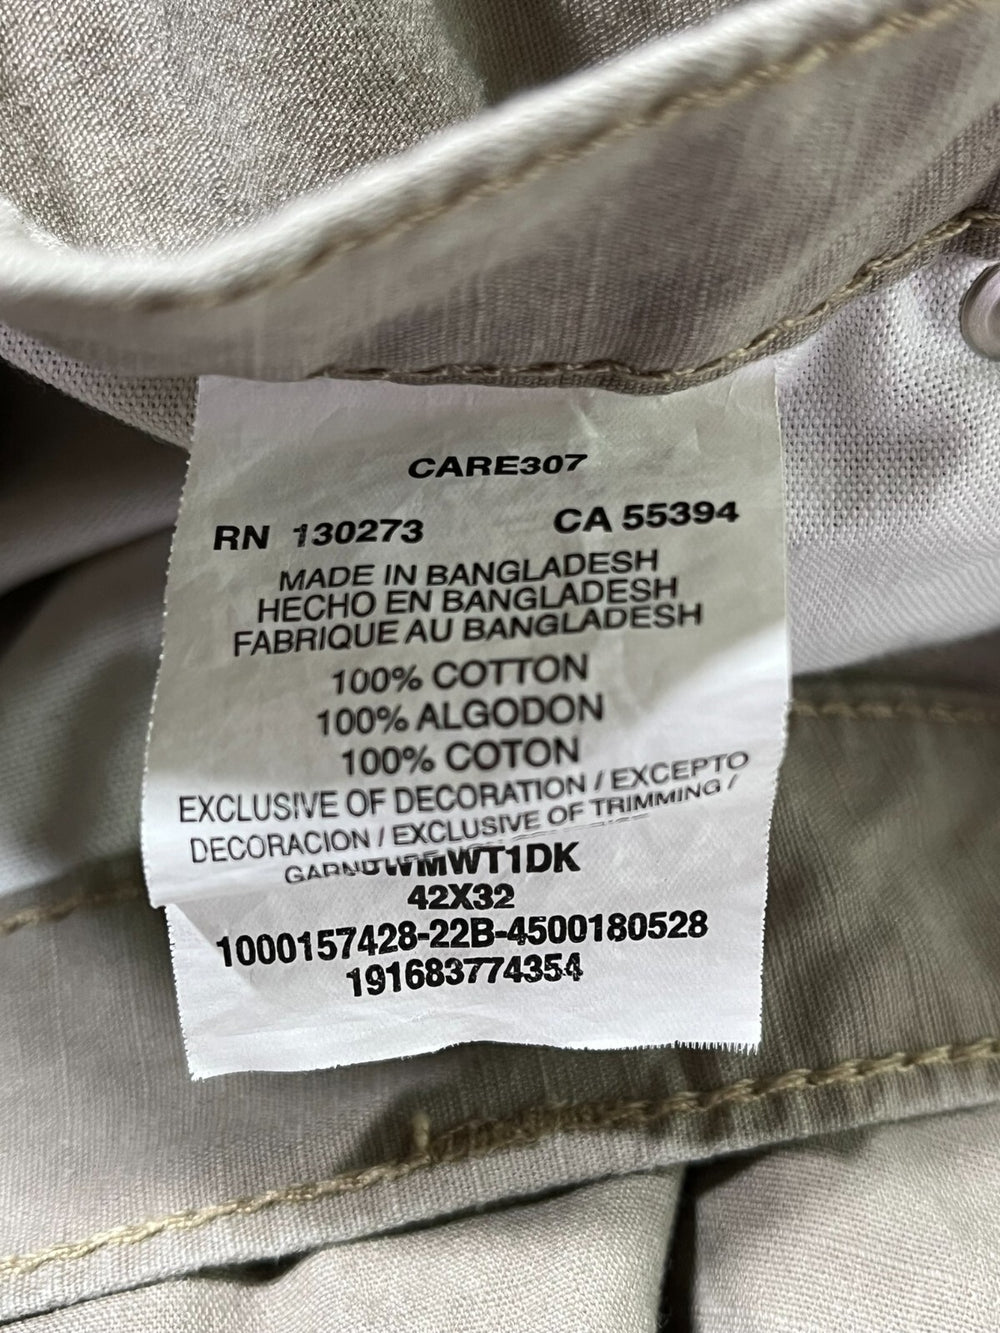 CARE307
RN 130273 CA 55394
MADE IN BANGLADESH
HECHO EN BANGLADESH
FABRIQUE AU BANGLADESH
100% COTTON
100% ALGODON
100% COTON
EXCLUSIVE OF DECORATION / EXCEPTO
DECORACION / EXCLUSIVE OF TRIMMING /
42X32
1000157428-22B-4500180528
191683774354